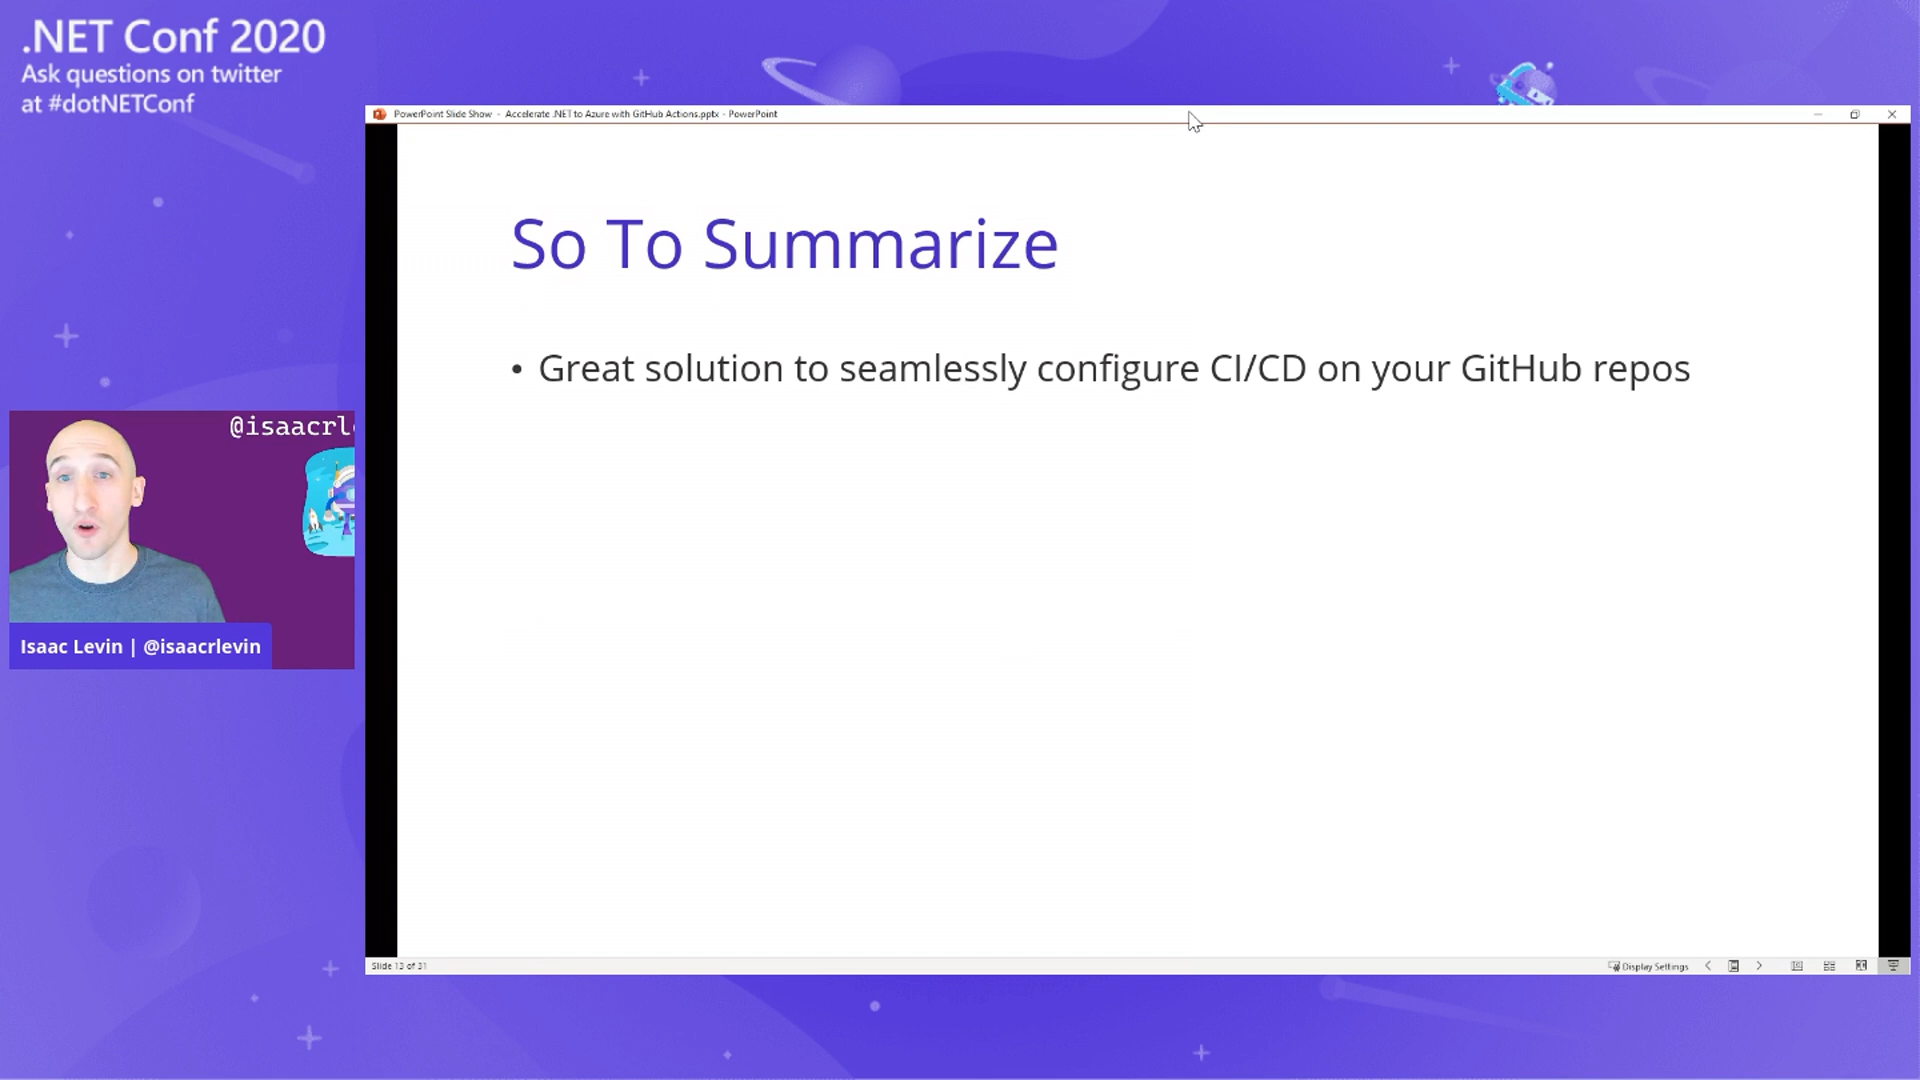 .NET Conf 2020
Ask questions on twitter
at #dotNETConf
PowerPoint Slide Show - Accelerate .NET to Azure with GitHub Actions.pptx - PowerPoint
So To Summarize
• Great solution to seamlessly configure CI/CD on your GitHub repos
@isaacrl
Isaac Levin | @isaacrlevin
Slide 13 of 31
Display Settings